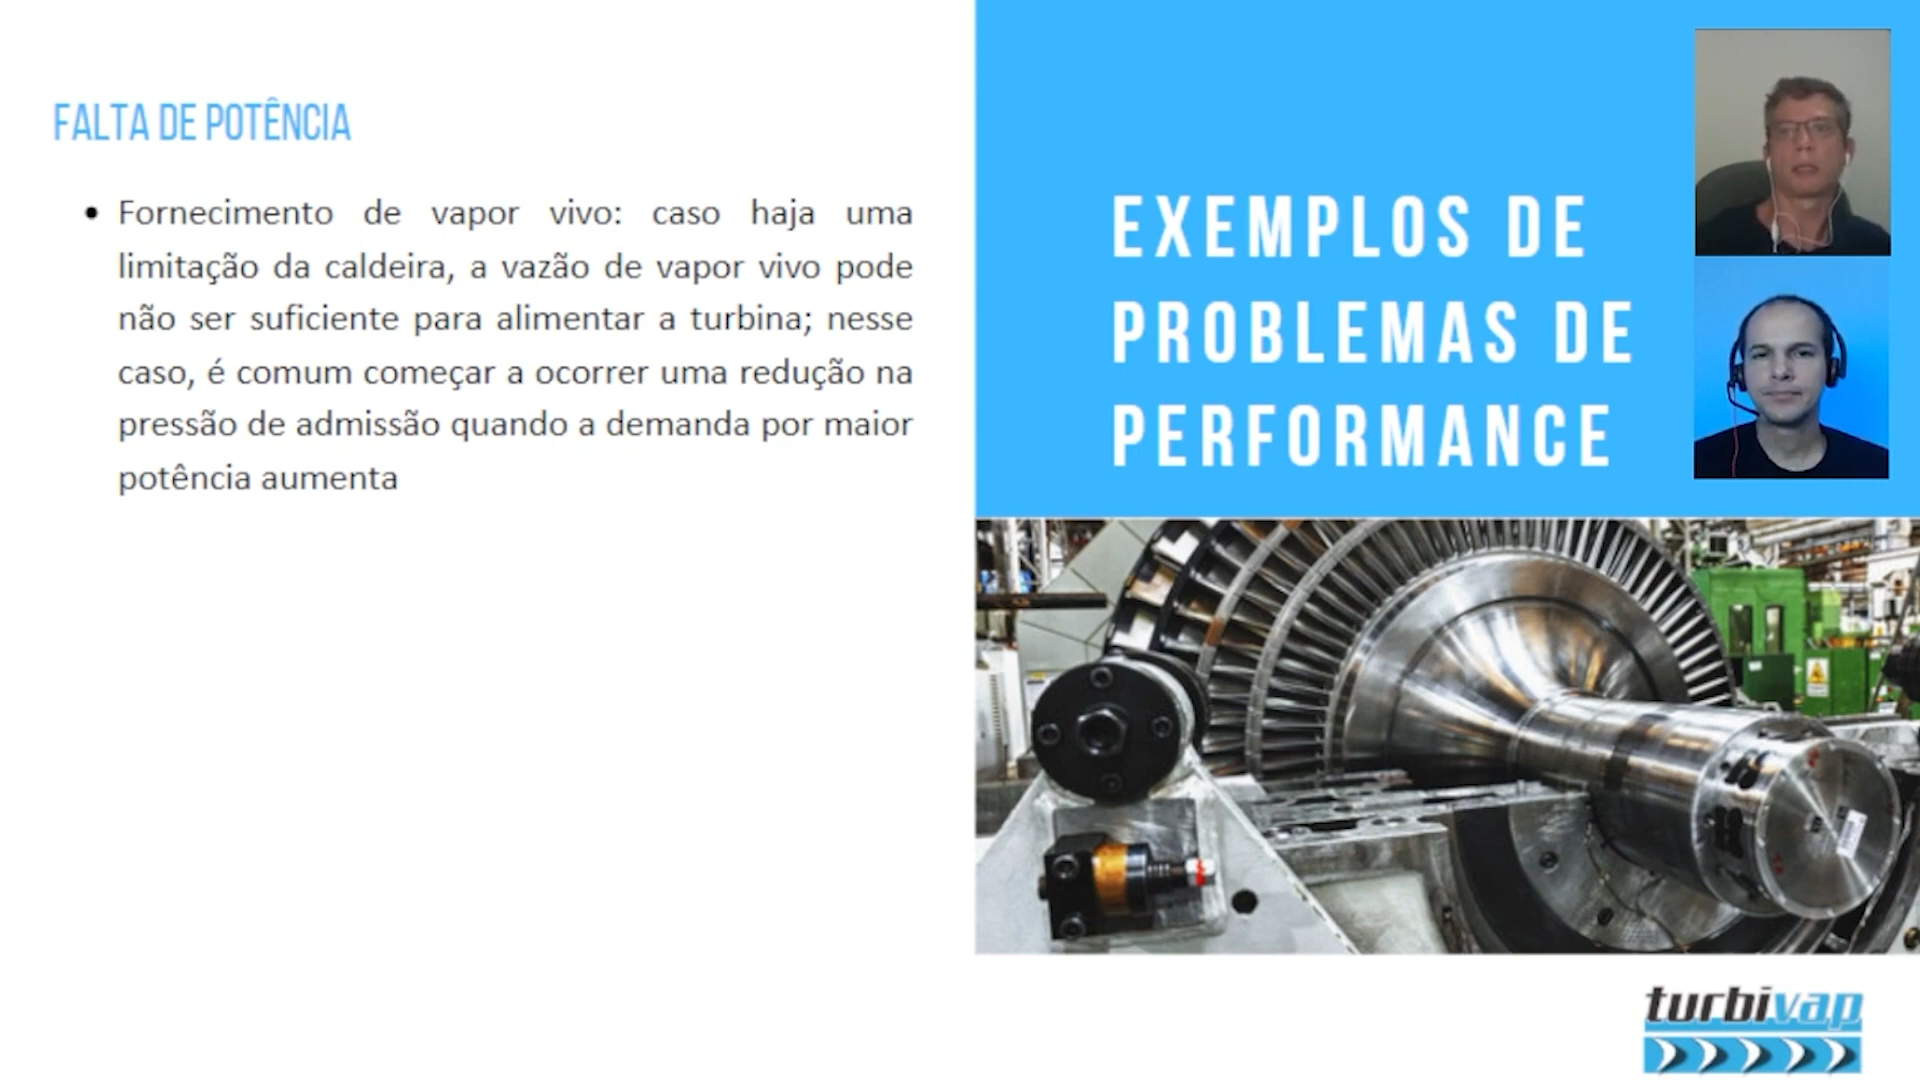 FALTA DE POTÊNCIA
• Fornecimento de vapor vivo: caso haja uma
limitação da caldeira, a vazão de vapor vivo pode
não ser suficiente para alimentar a turbina; nesse
caso, é comum começar a ocorrer uma redução na
pressão de admissão quando a demanda por maior
potência aumenta
EXEMPLOS DE
PROBLEMAS DE
PERFORMANCE
turbivap